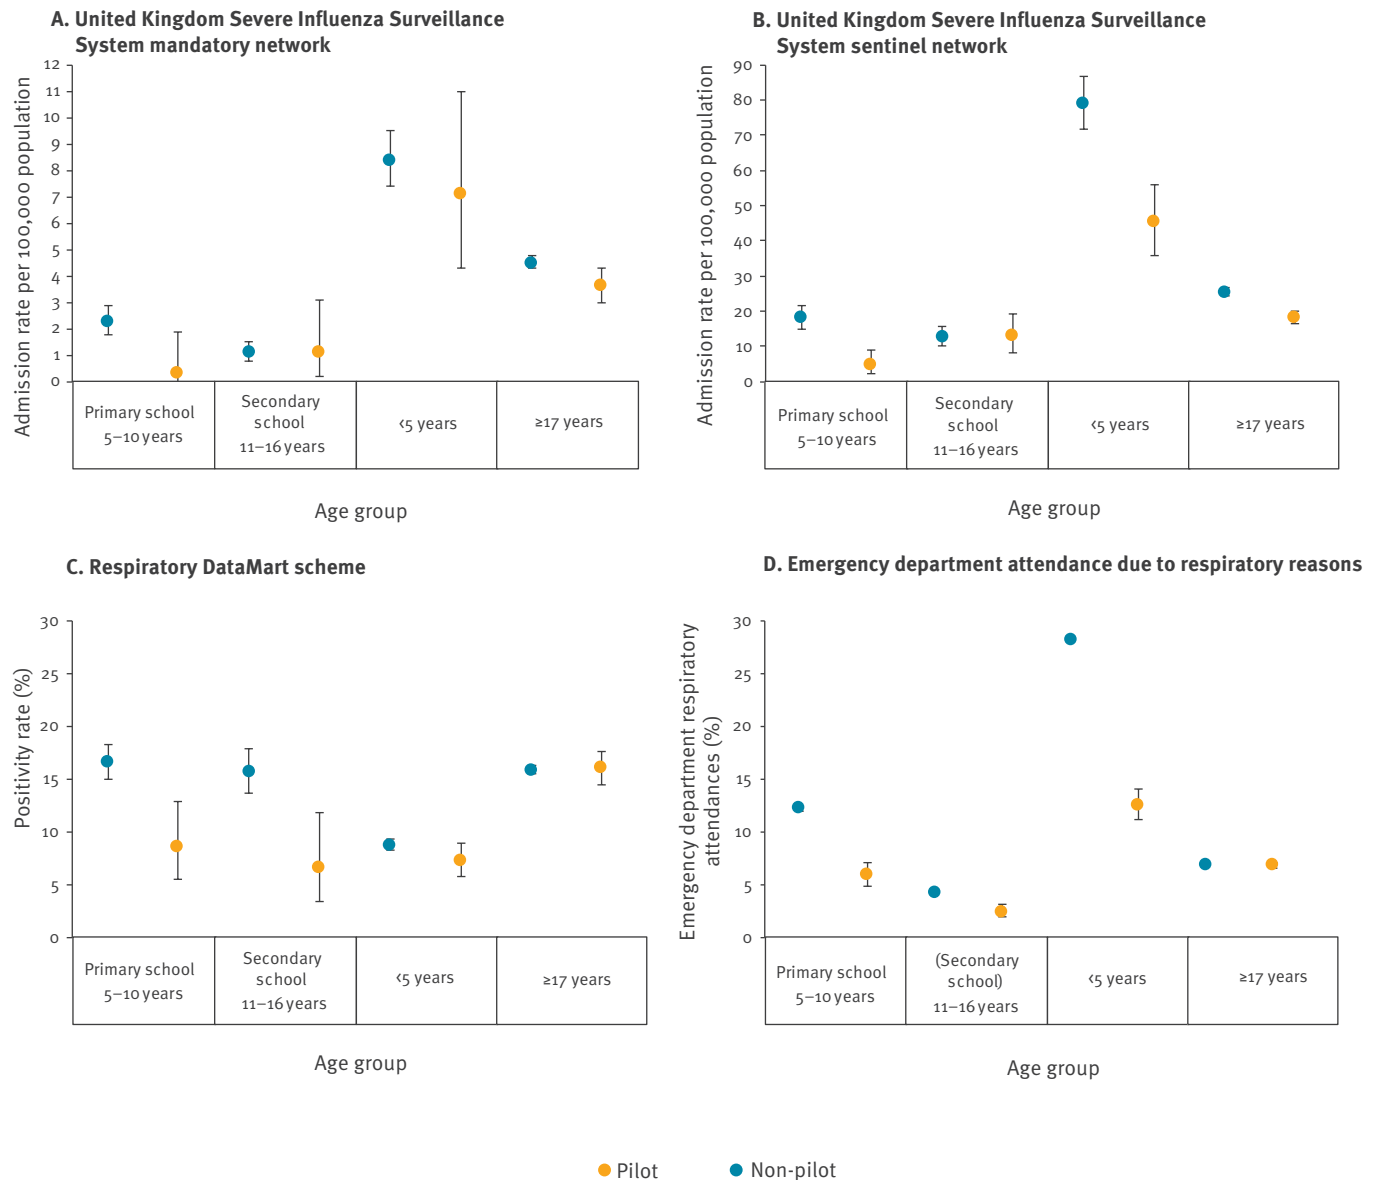 A. United Kingdom Severe Influenza Surveillance
System mandatory network
Admission rate per 100,000 population
12
11
10
9
8
7
6
5
4
3
2
1
0
Primary school
5–10 years
Secondary
school
11–16 years
<5 years
≥17 years
Age group
B. United Kingdom Severe Influenza Surveillance
System sentinel network
Admission rate per 100,000 population
90
80
70
60
50
40
30
20
10
0
Primary school
5–10 years
Secondary
school
11–16 years
<5 years
≥17 years
Age group
C. Respiratory DataMart scheme
Positivity rate (%)
30
25
20
15
10
5
0
Primary school
5–10 years
Secondary
school
11–16 years
<5 years
≥17 years
Age group
D. Emergency department attendance due to respiratory reasons
Emergency department respiratory
attendances (%)
30
25
20
15
10
5
0
Primary school
5–10 years
(Secondary
school)
11–16 years
<5 years
≥17 years
Age group
Pilot
Non-pilot